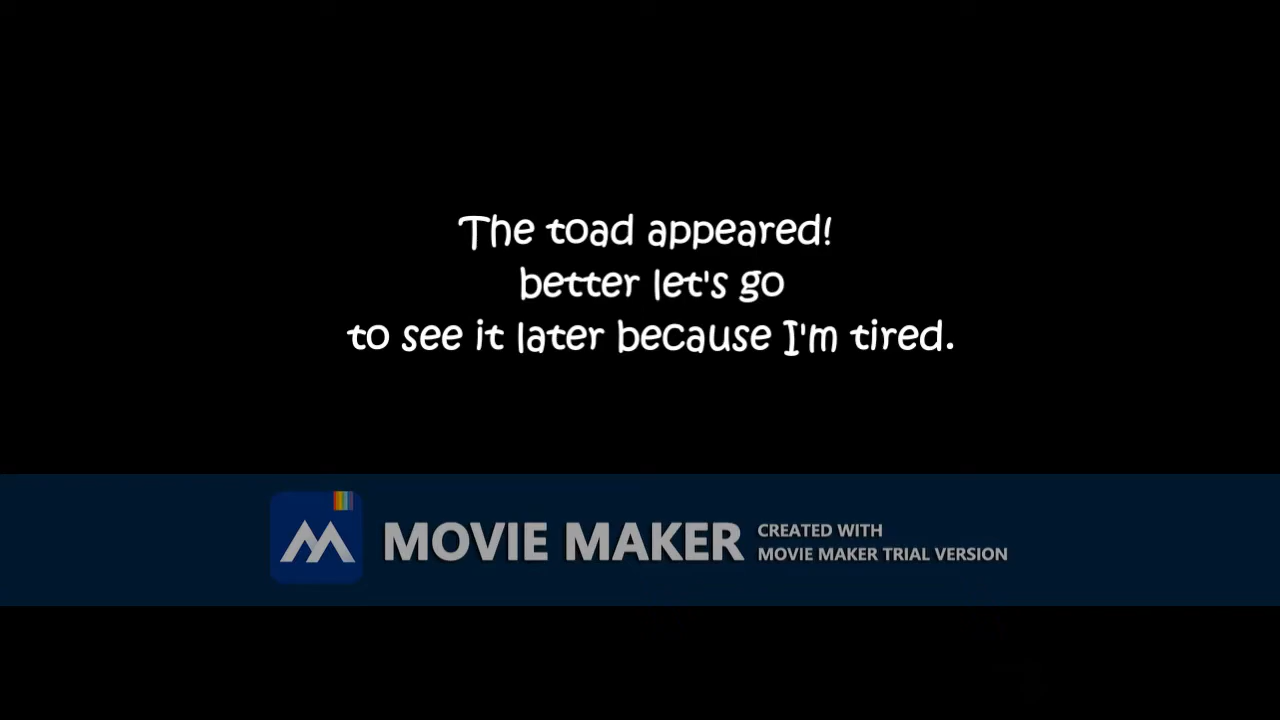 The toad appeared!
better let's go
to see it later because I'm tired.
MOVIE MAKER
CREATED WITH
MOVIE MAKER TRIAL VERSION